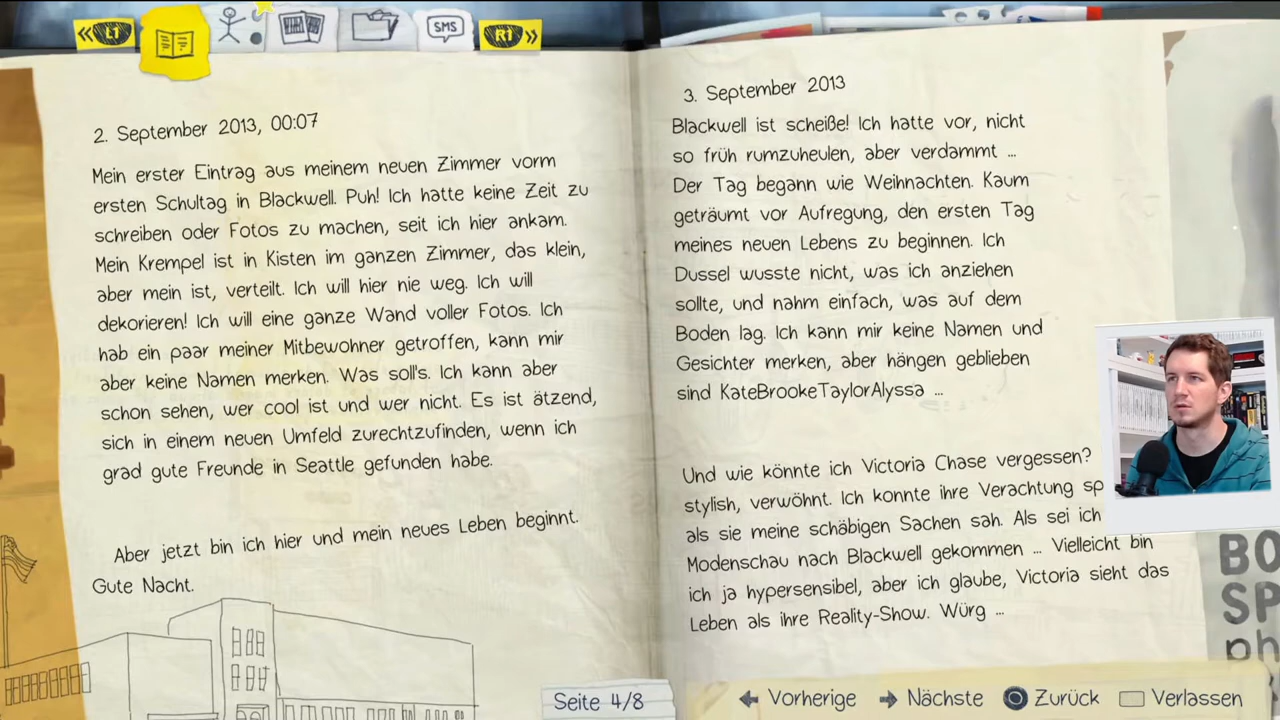 L1
SMS
R1
2. September 2013, 00:07
Mein erster Eintrag aus meinem neuen Zimmer vorm
ersten Schultag in Blackwell. Puh! Ich hatte keine Zeit zu
schreiben oder Fotos zu machen, seit ich hier ankam.
Mein Krempel ist in Kisten im ganzen Zimmer, das klein,
aber mein ist, verteilt. Ich will hier nie weg. Ich will
dekorieren! Ich will eine ganze Wand voller Fotos. Ich
hab ein paar meiner Mitbewohner getroffen, kann mir
aber keine Namen merken. Was soll's. Ich kann aber
schon sehen, wer cool ist und wer nicht. Es ist ätzend,
sich in einem neuen Umfeld zurechtzufinden, wenn ich
grad gute Freunde in Seattle gefunden habe.
Aber jetzt bin ich hier und mein neues Leben beginnt.
Gute Nacht.
3. September 2013
Blackwell ist scheiße! Ich hatte vor, nicht
so früh rumzuheulen, aber verdammt ...
Der Tag begann wie Weihnachten. Kaum
geträumt vor Aufregung, den ersten Tag
meines neuen Lebens zu beginnen. Ich
Dussel wusste nicht, was ich anziehen
sollte, und nahm einfach, was auf dem
Boden lag. Ich kann mir keine Namen und
Gesichter merken, aber hängen geblieben
sind KateBrookeTaylorAlyssa ...
Und wie könnte ich Victoria Chase vergessen?
stylish, verwöhnt. Ich konnte ihre Verachtung sp
als sie meine schäbigen Sachen sah. Als sei ich
Modenschau nach Blackwell gekommen ... Vielleicht bin
ich ja hypersensibel, aber ich glaube, Victoria sieht das
Leben als ihre Reality-Show. Würg ...
BO
SP
ph
Seite 4/8
Vorherige
Nächste
Zurück
Verlassen